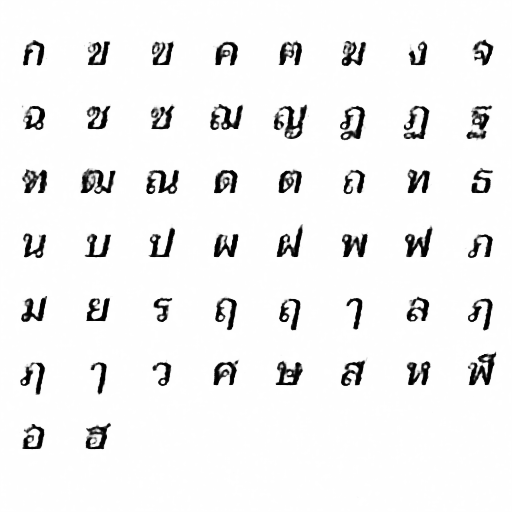 ก ข ฃ ค ฅ ฆ ง จ
ฉ ช ซ ฌ ญ ฎ ฏ ฐ
ฑ ฒ ณ ด ต ถ ท ธ
น บ ป ผ ฝ พ ฟ ภ
ม ย ร ฤ ฤ ๅ ล ฦ
ฦ ๅ ว ศ ษ ส ห ฬ
อ ฮ